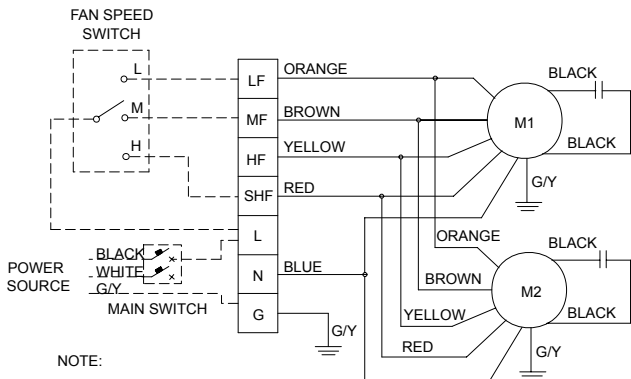 FAN SPEED
SWITCH
L
M
H
LF
MF
HF
SHF
L
N
G
ORANGE
BROWN
YELLOW
RED
BLUE
G/Y
BLACK
M1
BLACK
G/Y
ORANGE
BROWN
YELLOW
RED
BLACK
M2
BLACK
G/Y
POWER
SOURCE
BLACK
WHITE
G/Y
MAIN SWITCH
NOTE: